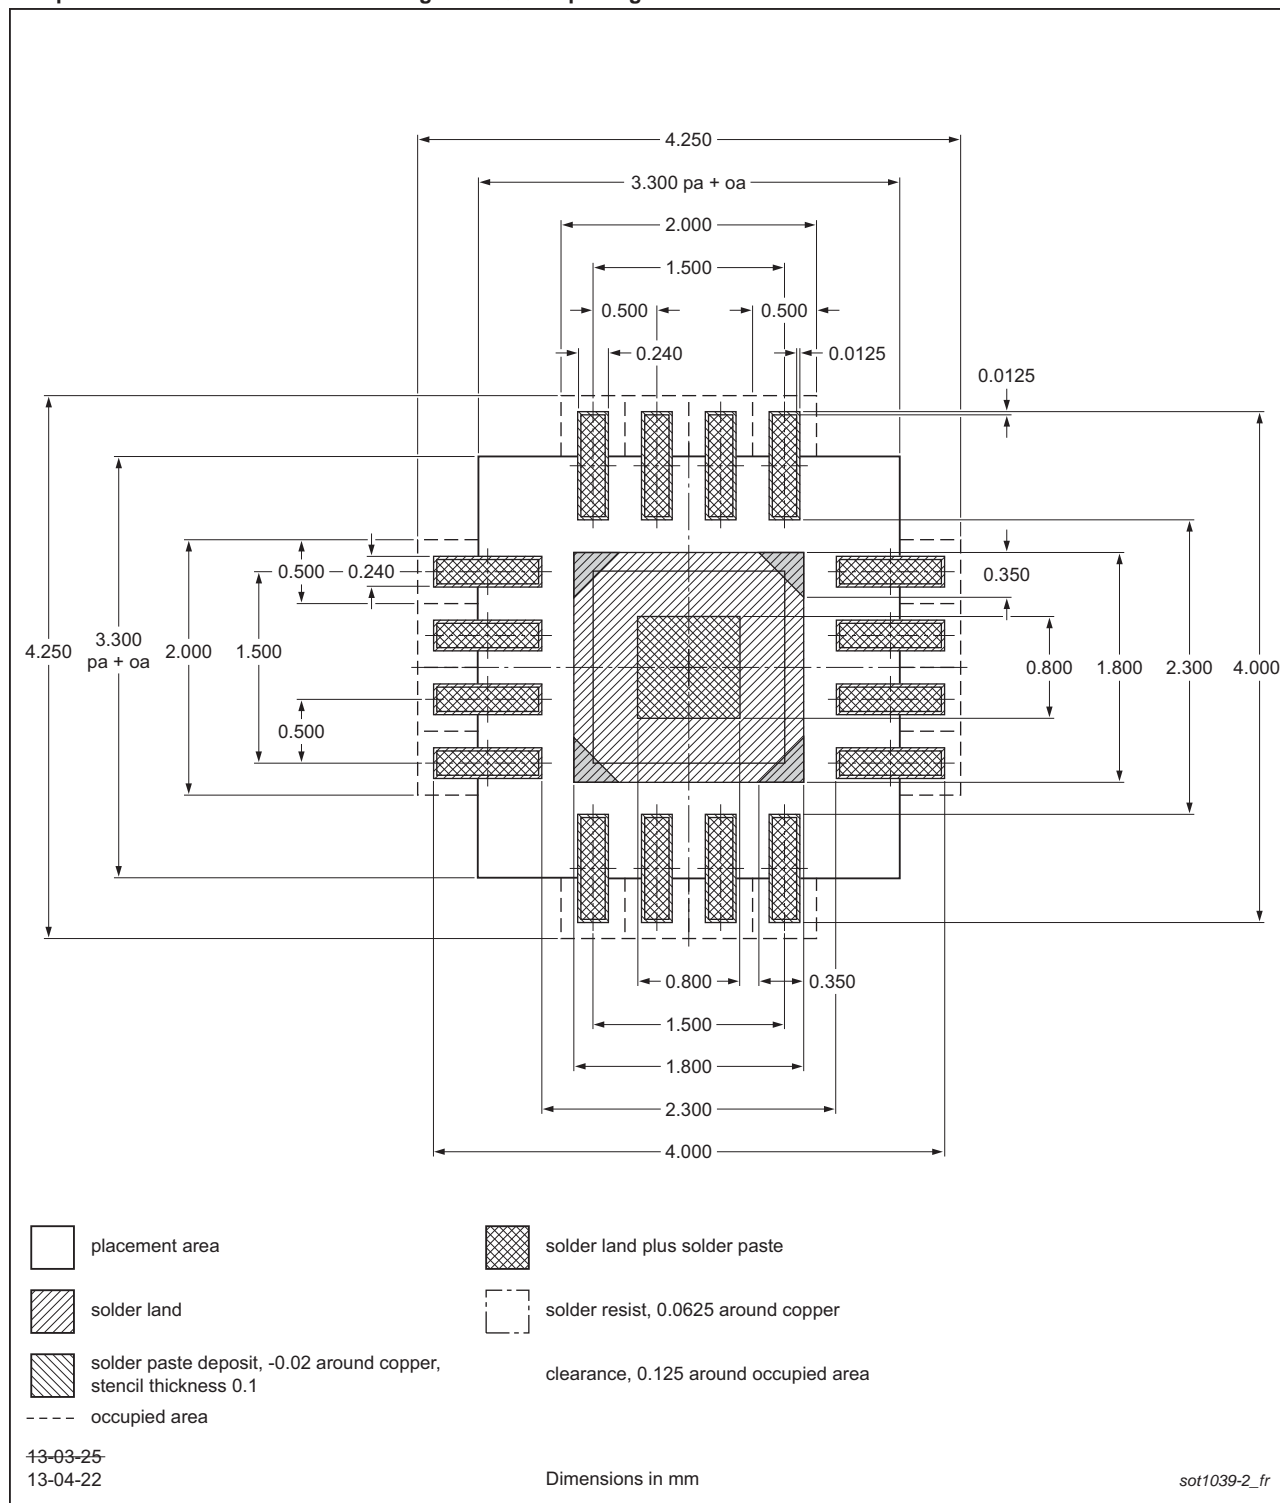 4.250
3.300 pa + oa
2.000
1.500
0.500
0.500
0.240
0.0125
0.0125
0.500
0.240
0.350
4.250
3.300
pa + oa
2.000
1.500
0.800
1.800
2.300
4.000
0.500
0.800
0.350
1.500
1.800
2.300
4.000
placement area
solder land plus solder paste
solder land
solder resist, 0.0625 around copper
solder paste deposit, -0.02 around copper,
stencil thickness 0.1
clearance, 0.125 around occupied area
occupied area
13-03-25
13-04-22
Dimensions in mm
sot1039-2_fr